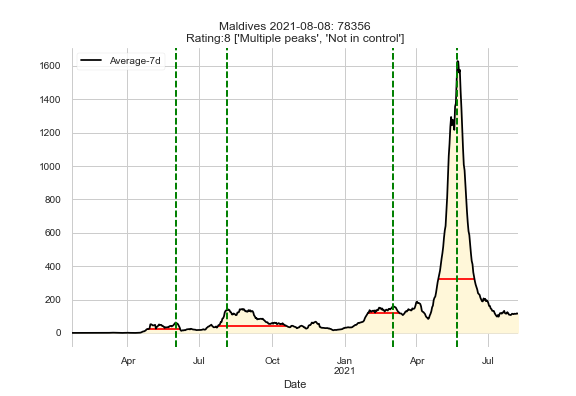 Maldives 2021-08-08: 78356
Rating:8 ['Multiple peaks', 'Not in control']
Average-7d
1600
1400
1200
1000
800
600
400
200
0
Apr Jul Oct Jan Apr Jul
2021
Date